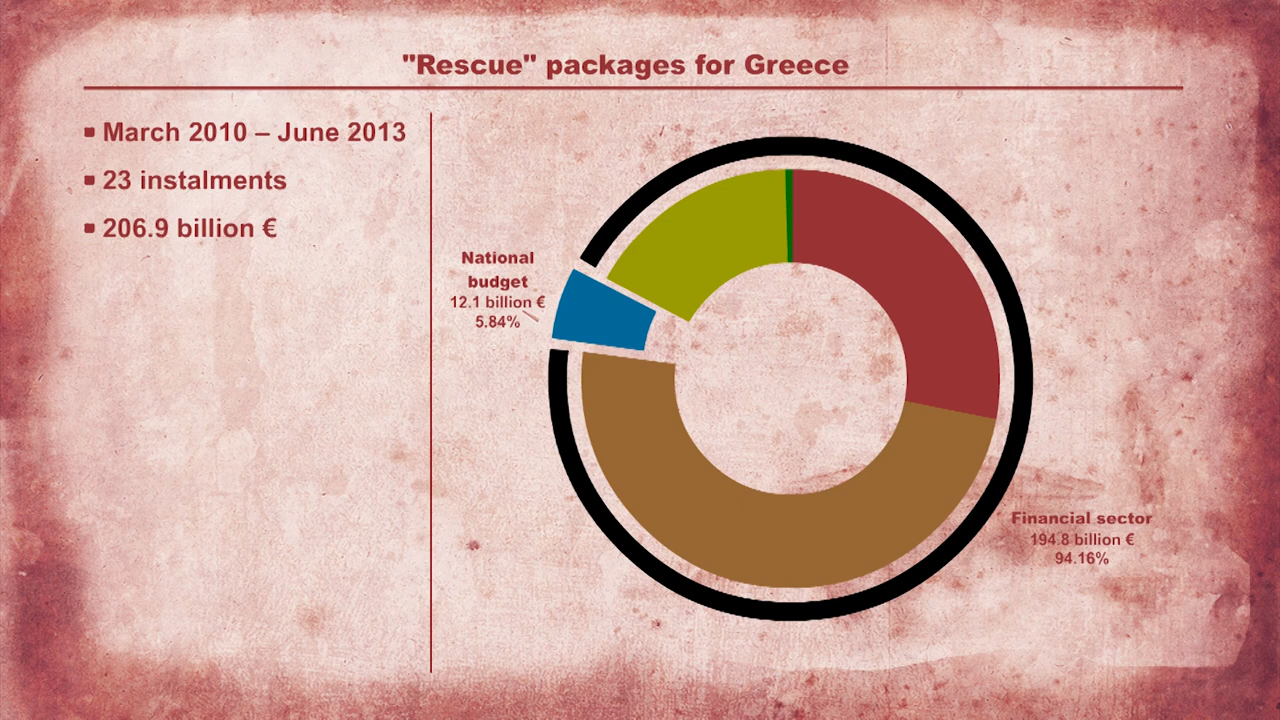 "Rescue" packages for Greece
▪ March 2010 – June 2013
▪ 23 instalments
▪ 206.9 billion €
National
budget
12.1 billion €
5.84%
Financial sector
194.8 billion €
94.16%